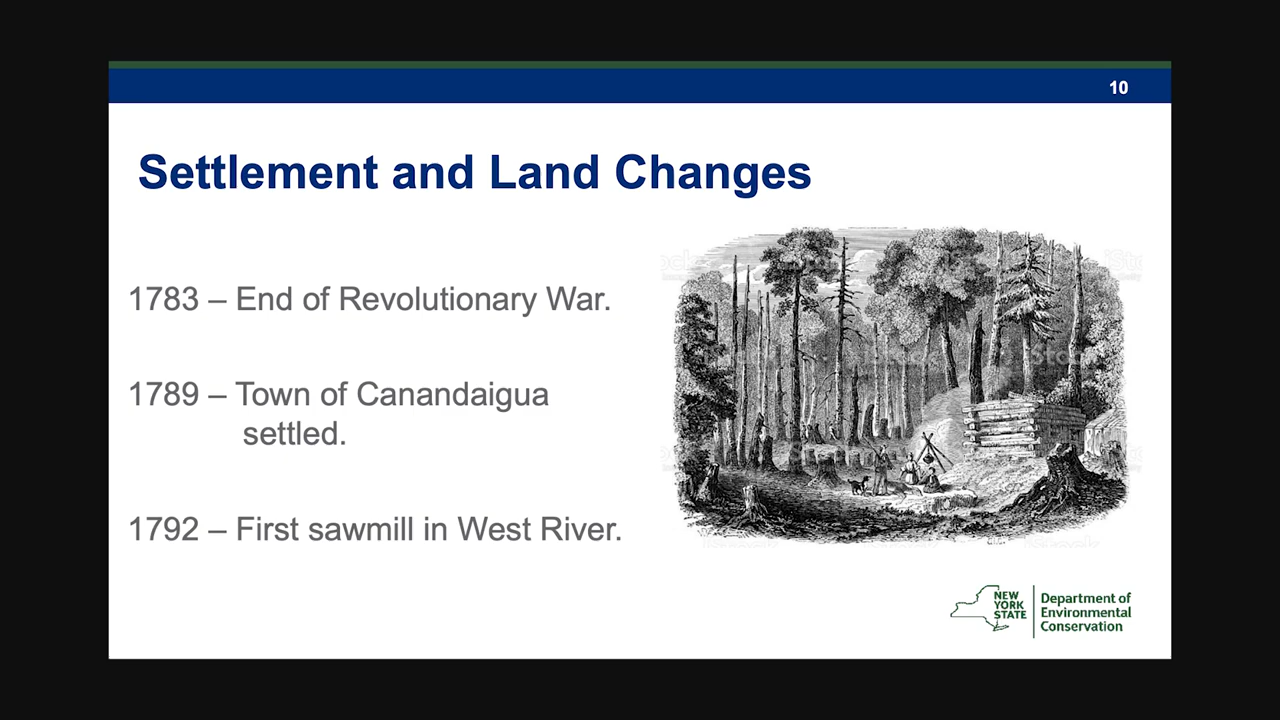 10
Settlement and Land Changes
1783 – End of Revolutionary War.
1789 – Town of Canandaigua
settled.
1792 – First sawmill in West River.
NEW
YORK
STATE
Department of
Environmental
Conservation